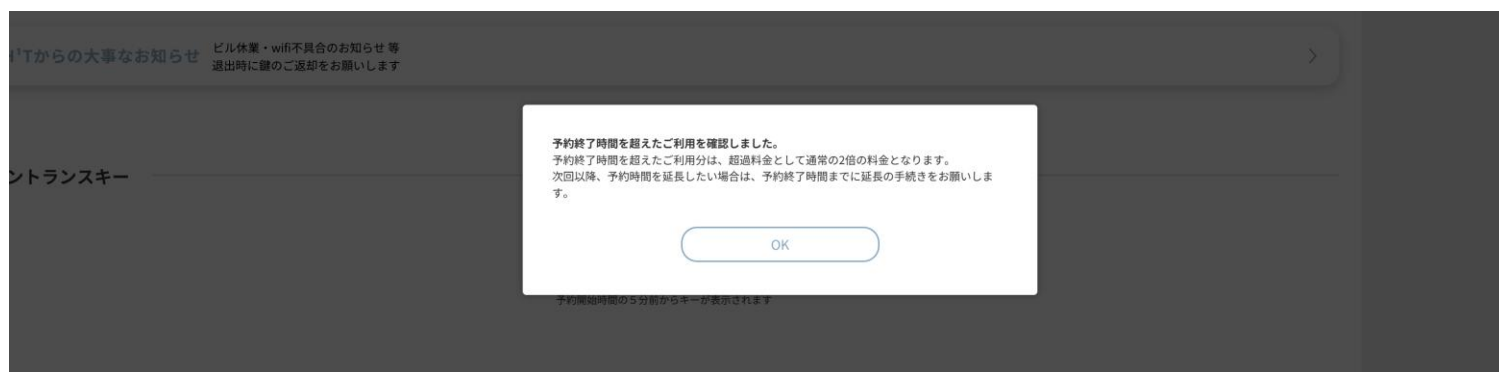 H¹Tからの大事なお知らせ
ビル休業・wifi不具合のお知らせ 等
退出時に鍵のご返却をお願いします
予約終了時間を超えたご利用を確認しました。
予約終了時間を超えたご利用分は、超過料金として通常の2倍の料金となります。
次回以降、予約時間を延長したい場合は、予約終了時間までに延長の手続きをお願いしま
す。
ントランスキー
OK
予約開始時間の5分前からキーが表示されます